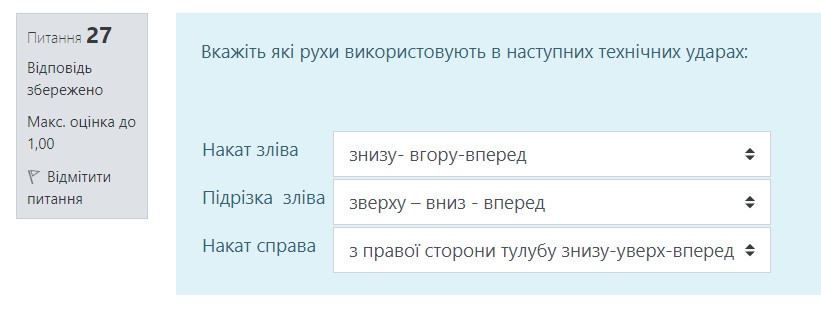 Питання 27
Відповідь
збережено
Макс. оцінка до
1,00
Відмітити
питання
Вкажіть які рухи використовують в наступних технічних ударах:
Накат зліва
знизу- вгору-вперед
Підрізка зліва
зверху – вниз - вперед
Накат справа
з правої сторони тулубу знизу-уверх-вперед